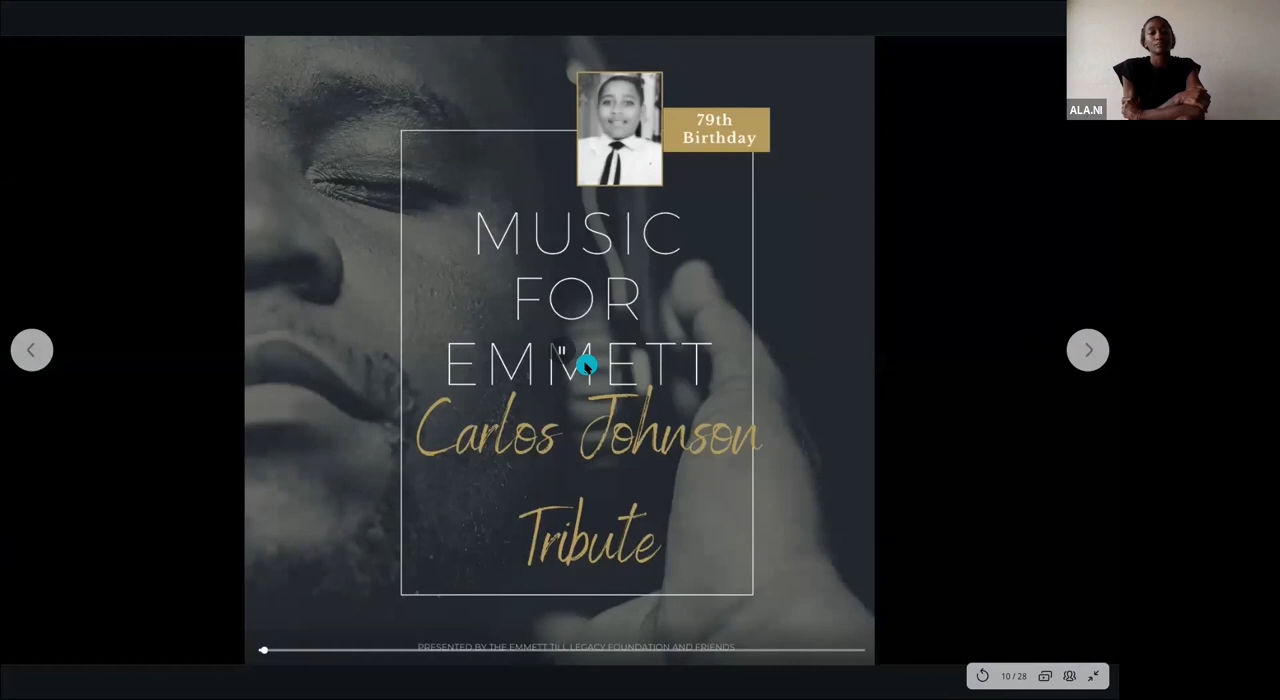 ALA.NI
79th
Birthday
MUSIC
FOR
EMMETT
Carlos Johnson
Tribute
PRESENTED BY THE EMMETT TILL LEGACY FOUNDATION AND FRIENDS
10 / 28